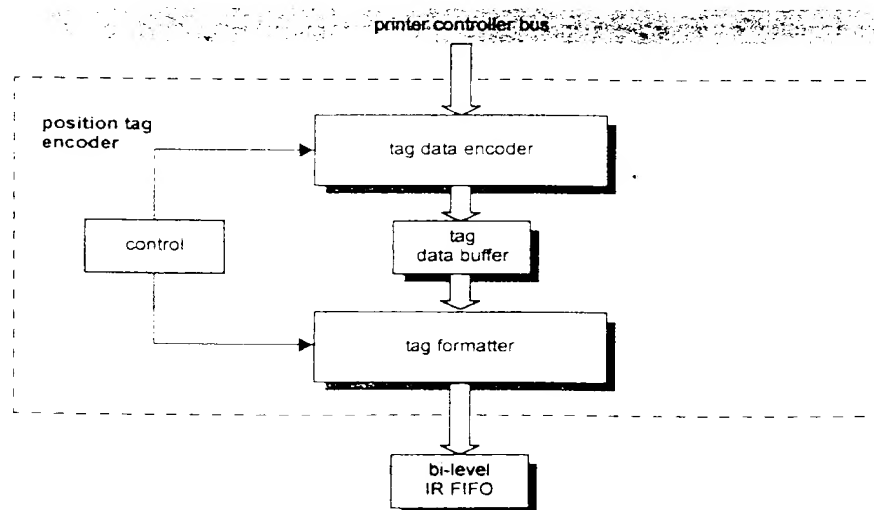 printer controller bus
position tag
encoder
tag data encoder
control
tag
data buffer
tag formatter
bi-level
IR FIFO